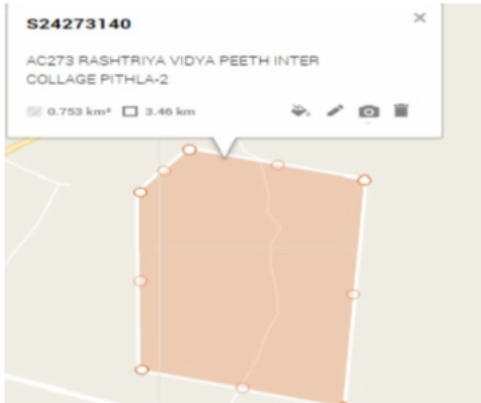 S24273140
AC273 RASHTRIYA VIDYA PEETH INTER
COLLAGE PITHLA-2
0.753 km² 3.46 km